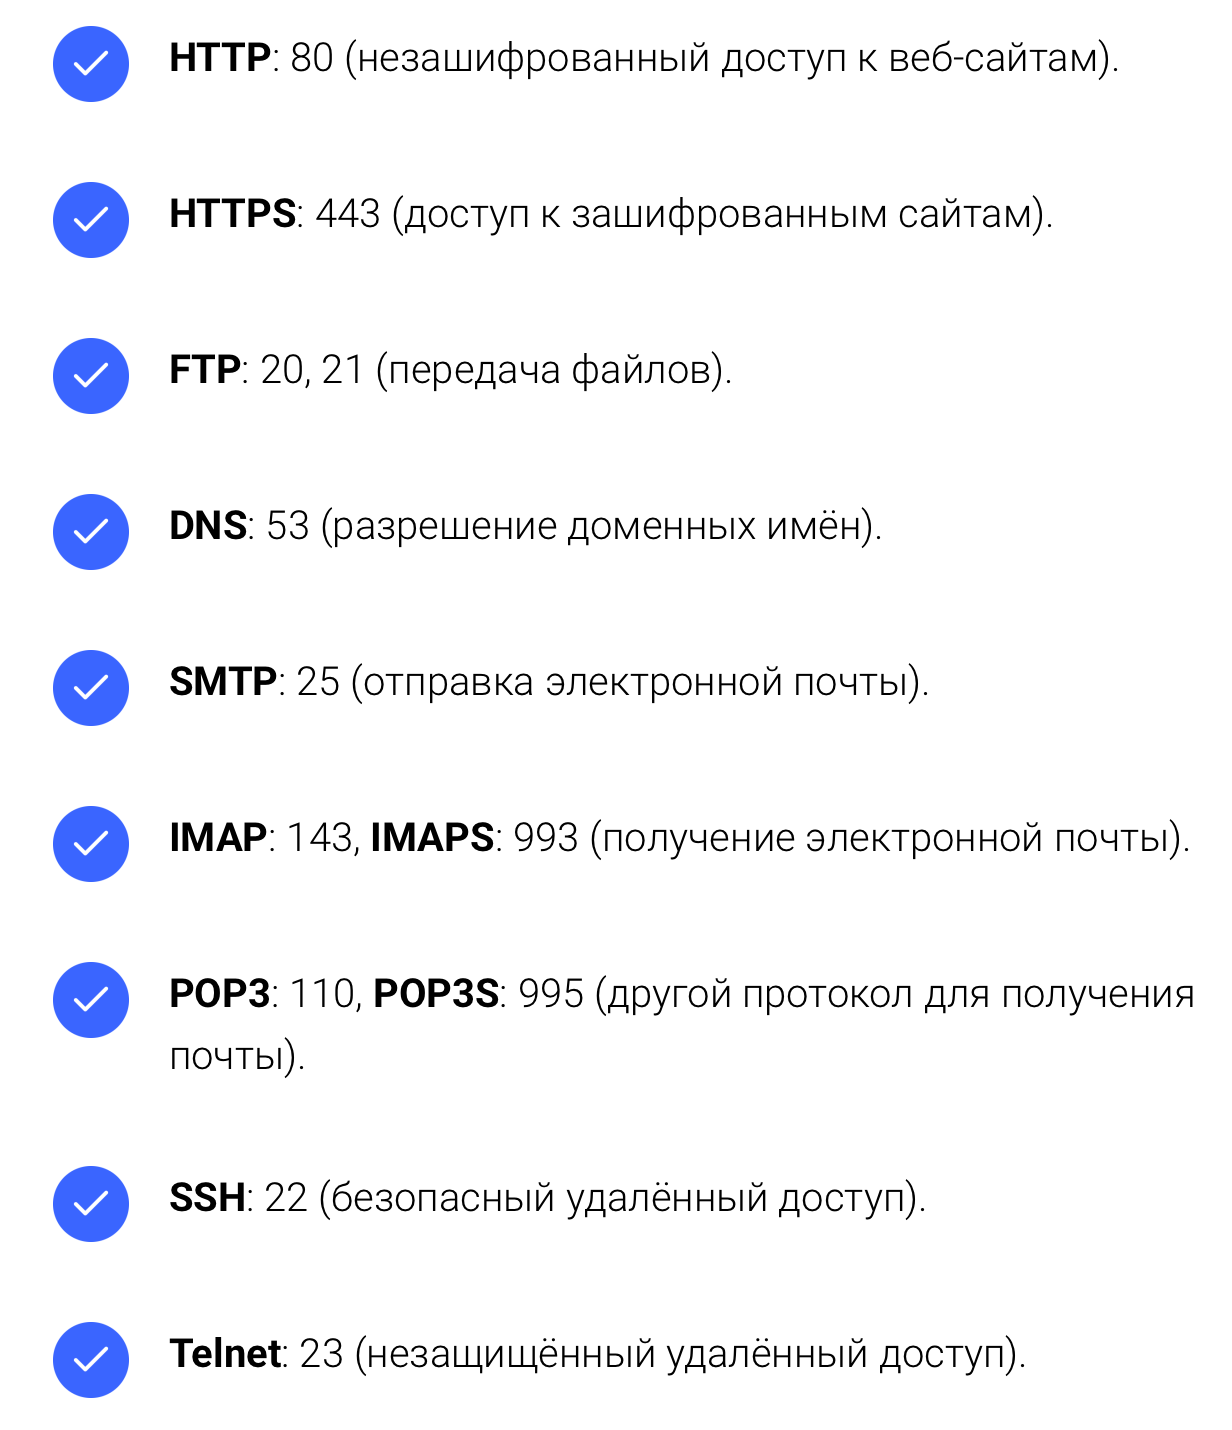 HTTP: 80 (незашифрованный доступ к веб-сайтам).
HTTPS: 443 (доступ к зашифрованным сайтам).
FTP: 20, 21 (передача файлов).
DNS: 53 (разрешение доменных имён).
SMTP: 25 (отправка электронной почты).
IMAP: 143, IMAPS: 993 (получение электронной почты).
POP3: 110, POP3S: 995 (другой протокол для получения
почты).
SSH: 22 (безопасный удалённый доступ).
Telnet: 23 (незащищённый удалённый доступ).